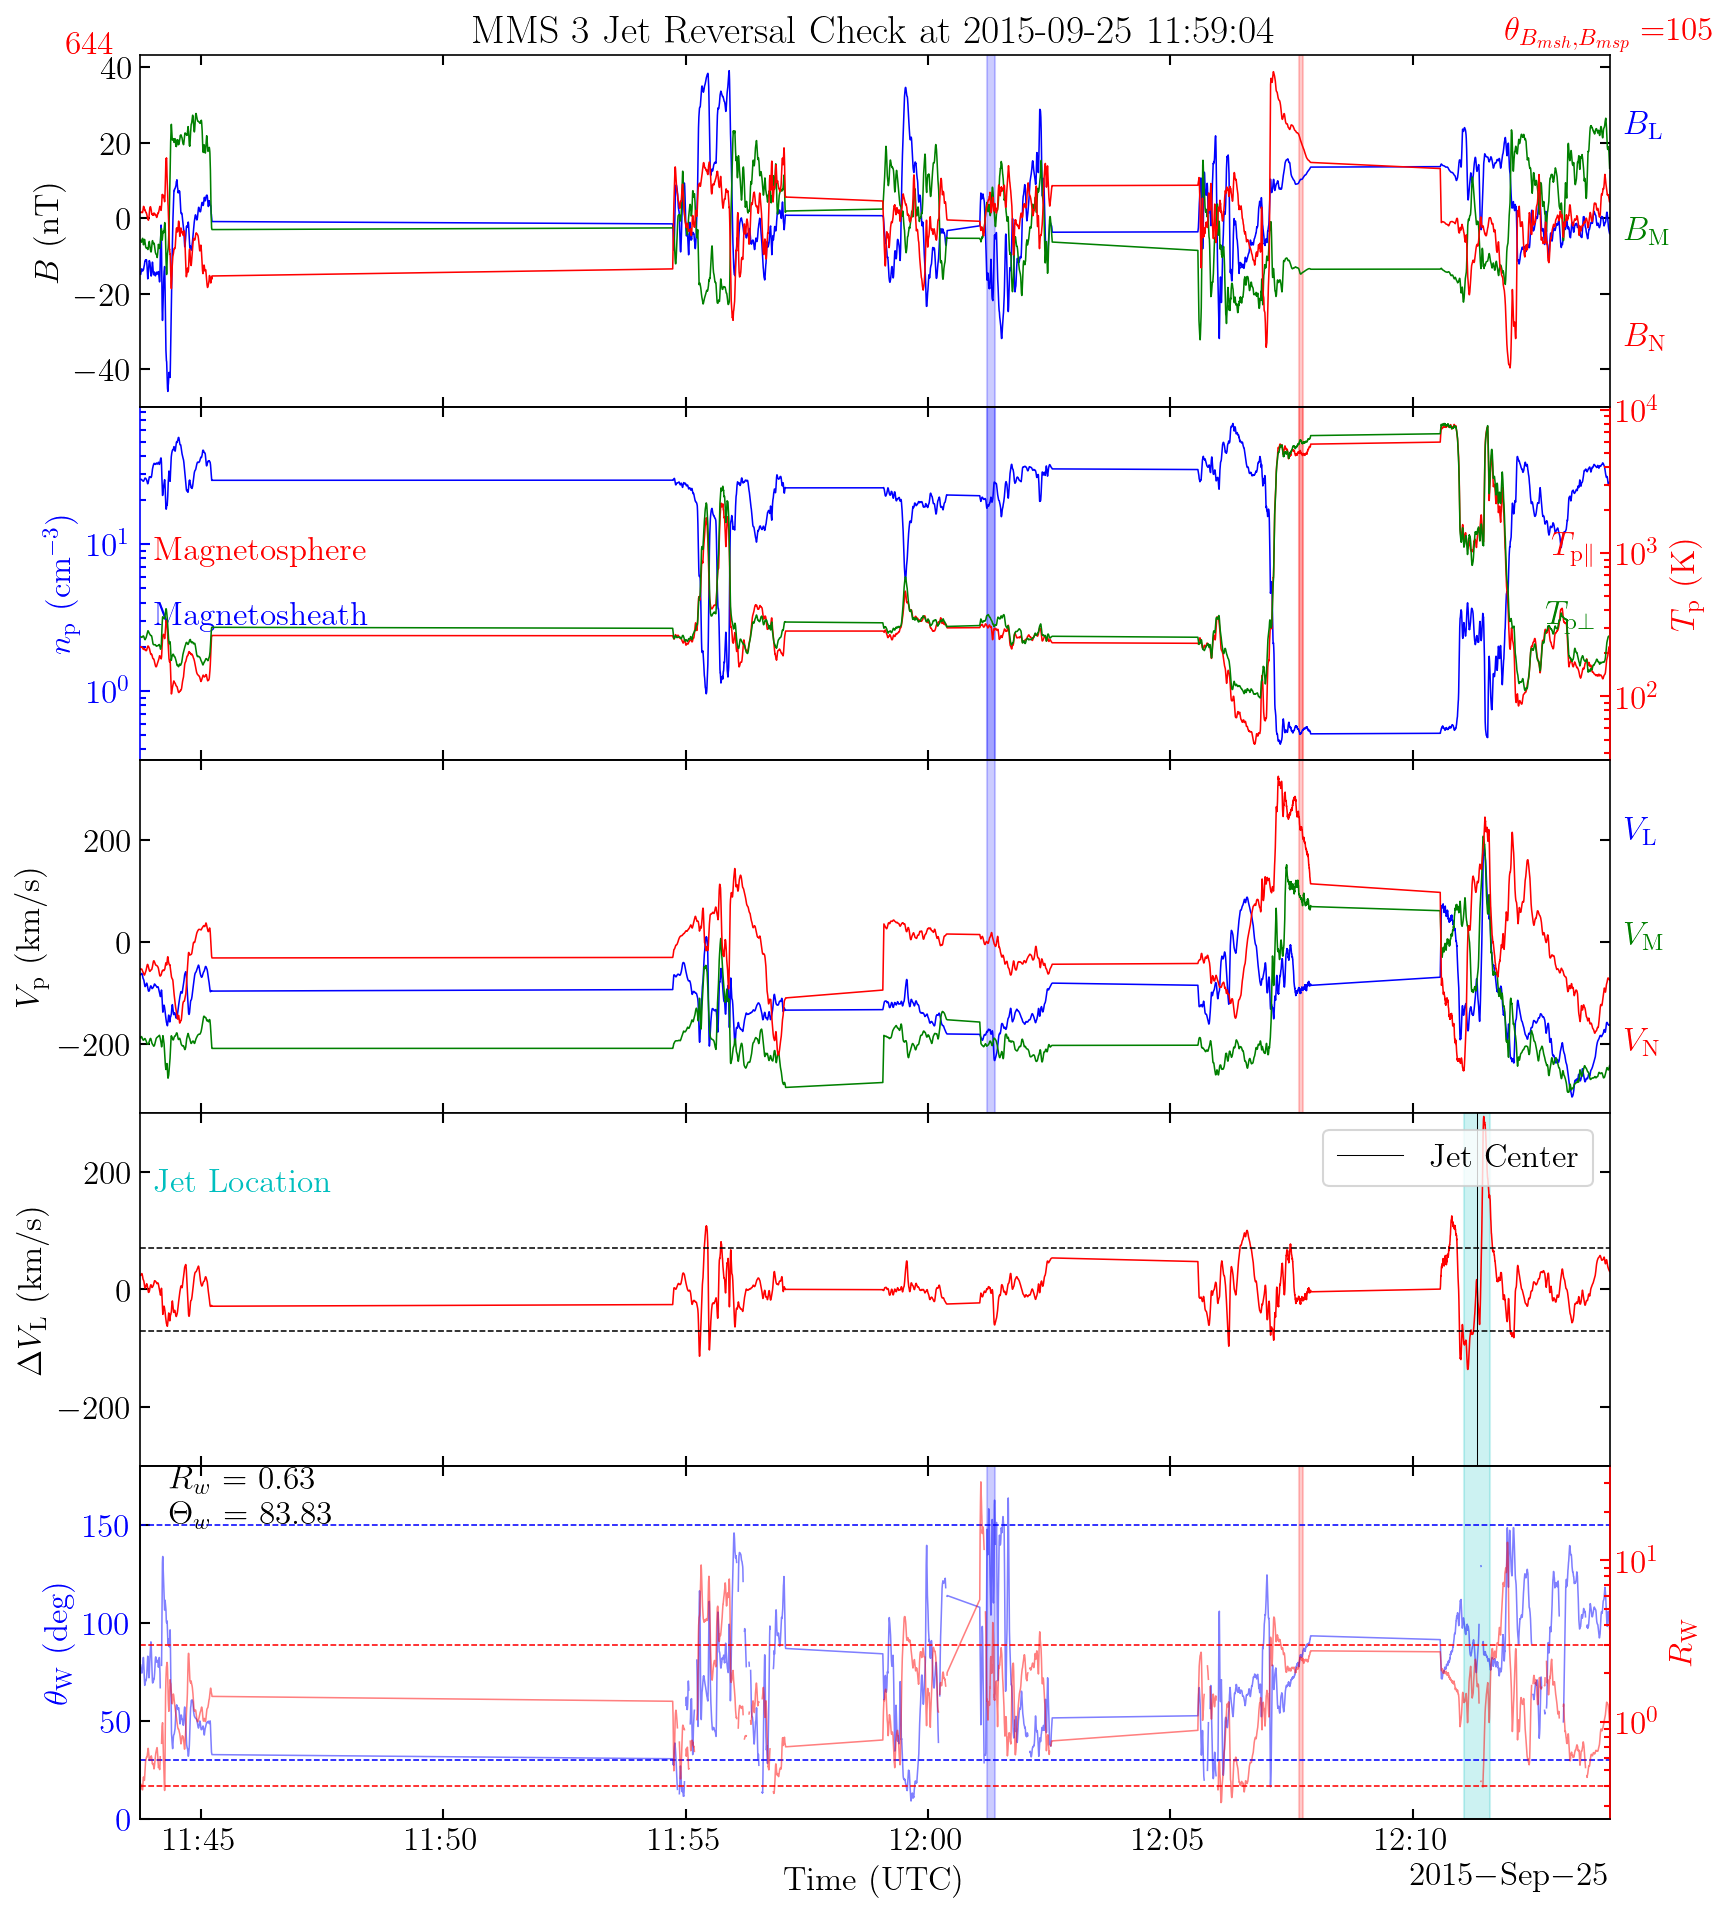 644
MMS 3 Jet Reversal Check at 2015-09-25 11:59:04
θ_{B_{msh},B_{msp}} =105
40
20
0
−20
−40
B (nT)
B_L
B_M
B_N
10^1
10^0
n_p (cm^{−3})
Magnetosphere
Magnetosheath
10^4
10^3
10^2
T_{p∥}
T_{p⊥}
T_p (K)
200
0
−200
V_p (km/s)
V_L
V_M
V_N
200
0
−200
ΔV_L (km/s)
Jet Location
Jet Center
R_w = 0.63
Θ_w = 83.83
150
100
50
0
θ_W (deg)
10^1
10^0
R_W
11:45
11:50
11:55
12:00
12:05
12:10
2015−Sep−25
Time (UTC)